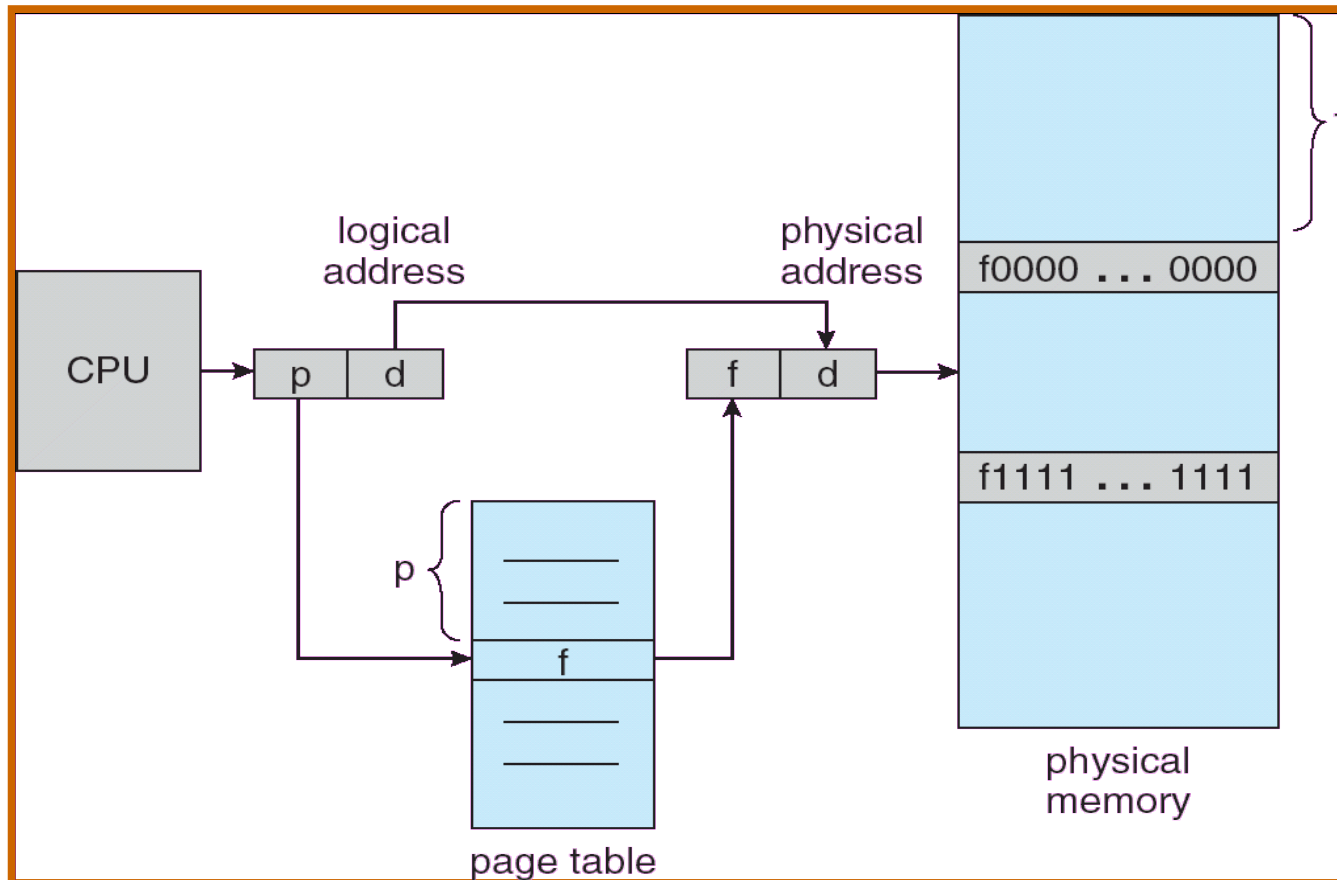 logical
address
physical
address
f0000 ... 0000
CPU
p
d
f
d
f1111 ... 1111
p
f
physical
memory
page table